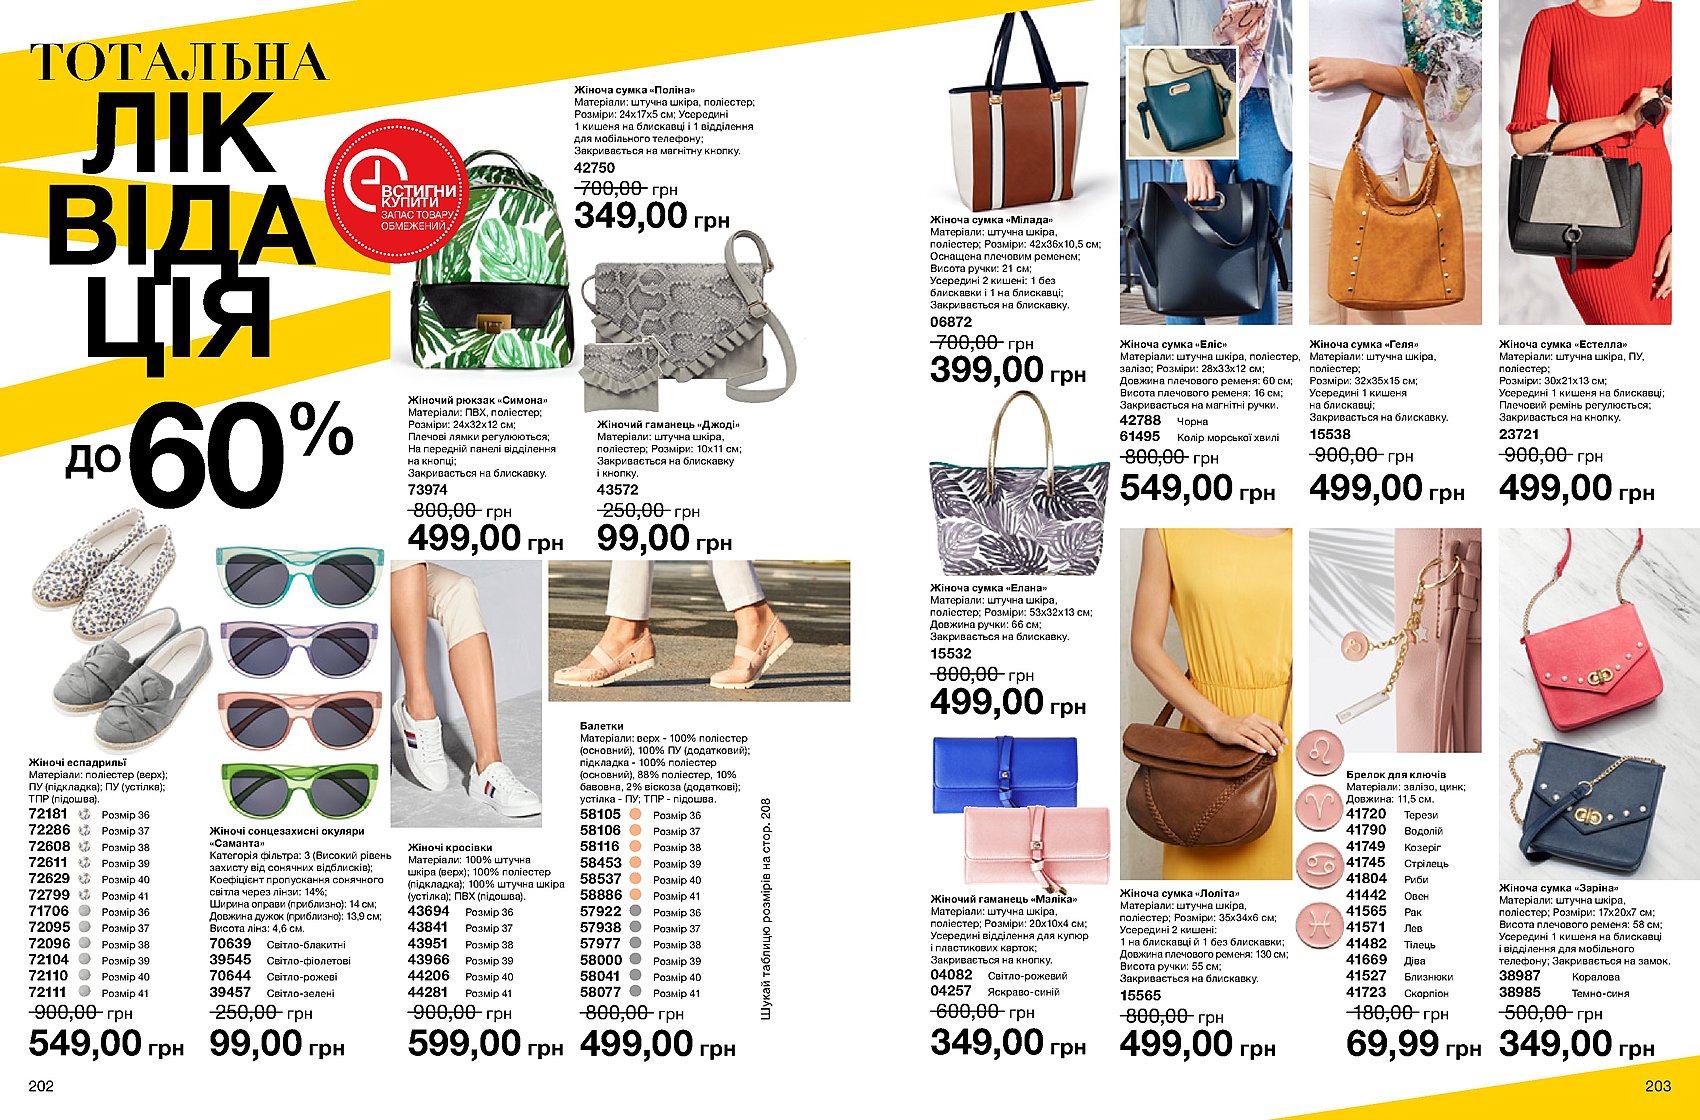 ТОТАЛЬНА
ЛІК
ВІДА
ЦІЯ
до 60%
ВСТИГНИ
КУПИТИ
ЗАПАС ТОВАРУ
ОБМЕЖЕНИЙ
Жіноча сумка «Поліна»
Матеріали: штучна шкіра, поліестер;
Розміри: 24х17х5 см; Усередині
1 кишеня на блискавці і 1 відділення
для мобільного телефону;
Закривається на магнітну кнопку.
42750
700,00 грн
349,00 грн
Жіночий рюкзак «Симона»
Матеріали: ПВХ, поліестер;
Розміри: 24х32х12 см;
Плечові лямки регулюються;
На передній панелі відділення
на кнопці;
Закривається на блискавку.
73974
800,00 грн
499,00 грн
Жіночий гаманець «Джоді»
Матеріали: штучна шкіра,
поліестер; Розміри: 10х11 см;
Закривається на блискавку
і кнопку.
43572
250,00 грн
99,00 грн
Жіночі еспадрильї
Матеріали: поліестер (верх);
ПУ (підкладка); ПУ (устілка);
ТПР (підошва).
72181 Розмір 36
72286 Розмір 37
72608 Розмір 38
72611 Розмір 39
72629 Розмір 40
72799 Розмір 41
71706 Розмір 36
72095 Розмір 37
72096 Розмір 38
72104 Розмір 39
72110 Розмір 40
72111 Розмір 41
900,00 грн
549,00 грн
Жіночі сонцезахисні окуляри
«Саманта»
Категорія фільтра: 3 (Високий рівень
захисту від сонячних відблисків);
Коефіцієнт пропускання сонячного
світла через лінзи: 14%;
Ширина оправи (приблизно): 14 см;
Довжина дужок (приблизно): 13,9 см;
Висота лінз: 4,6 см.
70639 Світло-блакитні
39545 Світло-фіолетові
70644 Світло-рожеві
39457 Світло-зелені
250,00 грн
99,00 грн
Жіночі кросівки
Матеріали: 100% штучна
шкіра (верх); 100% поліестер
(підкладка); 100% штучна шкіра
(устілка); ПВХ (підошва).
43694 Розмір 36
43841 Розмір 37
43951 Розмір 38
43966 Розмір 39
44206 Розмір 40
44281 Розмір 41
900,00 грн
599,00 грн
Балетки
Матеріали: верх - 100% поліестер
(основний), 100% ПУ (додатковий);
підкладка - 100% поліестер
(основний), 88% поліестер, 10%
бавовна, 2% віскоза (додаткові);
устілка - ПУ; ТПР - підошва.
58105 Розмір 36
58106 Розмір 37
58116 Розмір 38
58453 Розмір 39
58537 Розмір 40
58886 Розмір 41
57922 Розмір 36
57938 Розмір 37
57977 Розмір 38
58000 Розмір 39
58041 Розмір 40
58077 Розмір 41
800,00 грн
499,00 грн
Шукай таблицю розмірів на стор. 208
202
Жіноча сумка «Мілада»
Матеріали: штучна шкіра,
поліестер; Розміри: 42х36х10,5 см;
Оснащена плечовим ременем;
Висота ручки: 21 см;
Усередині 2 кишені: 1 без
блискавки і 1 на блискавці;
Закривається на блискавку.
06872
700,00 грн
399,00 грн
Жіноча сумка «Еліс»
Матеріали: штучна шкіра, поліестер,
залізо; Розміри: 28х33х12 см;
Довжина плечового ременя: 60 см;
Висота плечового ременя: 16 см;
Закривається на магнітні ручки.
42788 Чорна
61495 Колір морської хвилі
800,00 грн
549,00 грн
Жіноча сумка «Геля»
Матеріали: штучна шкіра,
поліестер;
Розміри: 32х35х15 см;
Усередині 1 кишеня
на блискавці;
Закривається на блискавку.
15538
900,00 грн
499,00 грн
Жіноча сумка «Естелла»
Матеріали: штучна шкіра, ПУ,
поліестер;
Розміри: 30х21х13 см;
Усередині 1 кишеня на блискавці;
Плечовий ремінь регулюється;
Закривається на кнопку.
23721
900,00 грн
499,00 грн
Жіноча сумка «Елана»
Матеріали: штучна шкіра,
поліестер; Розміри: 53х32х13 см;
Довжина ручки: 66 см;
Закривається на блискавку.
15532
800,00 грн
499,00 грн
Жіночий гаманець «Маліка»
Матеріали: штучна шкіра,
поліестер; Розміри: 20х10х4 см;
Усередині відділення для купюр
і пластикових карток;
Закривається на кнопку.
04082 Світло-рожевий
04257 Яскраво-синій
600,00 грн
349,00 грн
Жіноча сумка «Лоліта»
Матеріали: штучна шкіра,
поліестер; Розміри: 35х34х6 см;
Усередині 2 кишені:
1 на блискавці й 1 без блискавки;
Довжина плечового ременя: 130 см;
Висота ручки: 55 см;
Закривається на блискавку.
15565
800,00 грн
499,00 грн
Брелок для ключів
Матеріали: залізо, цинк;
Довжина: 11,5 см.
41720 Терези
41790 Водолій
41749 Козеріг
41745 Стрілець
41804 Риби
41442 Овен
41565 Рак
41571 Лев
41482 Тілець
41669 Діва
41527 Близнюки
41723 Скорпіон
180,00 грн
69,99 грн
Жіноча сумка «Заріна»
Матеріали: штучна шкіра,
поліестер; Розміри: 17х20х7 см;
Висота плечового ременя: 58 см;
Усередині 1 кишеня на блискавці
і відділення для мобільного
телефону; Закривається на замок.
38987 Коралова
38985 Темно-синя
500,00 грн
349,00 грн
203